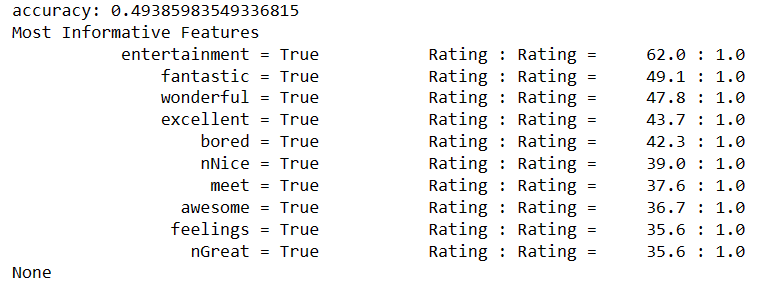 accuracy: 0.49385983549336815
Most Informative Features
entertainment = True Rating : Rating = 62.0 : 1.0
fantastic = True Rating : Rating = 49.1 : 1.0
wonderful = True Rating : Rating = 47.8 : 1.0
excellent = True Rating : Rating = 43.7 : 1.0
bored = True Rating : Rating = 42.3 : 1.0
nNice = True Rating : Rating = 39.0 : 1.0
meet = True Rating : Rating = 37.6 : 1.0
awesome = True Rating : Rating = 36.7 : 1.0
feelings = True Rating : Rating = 35.6 : 1.0
nGreat = True Rating : Rating = 35.6 : 1.0
None